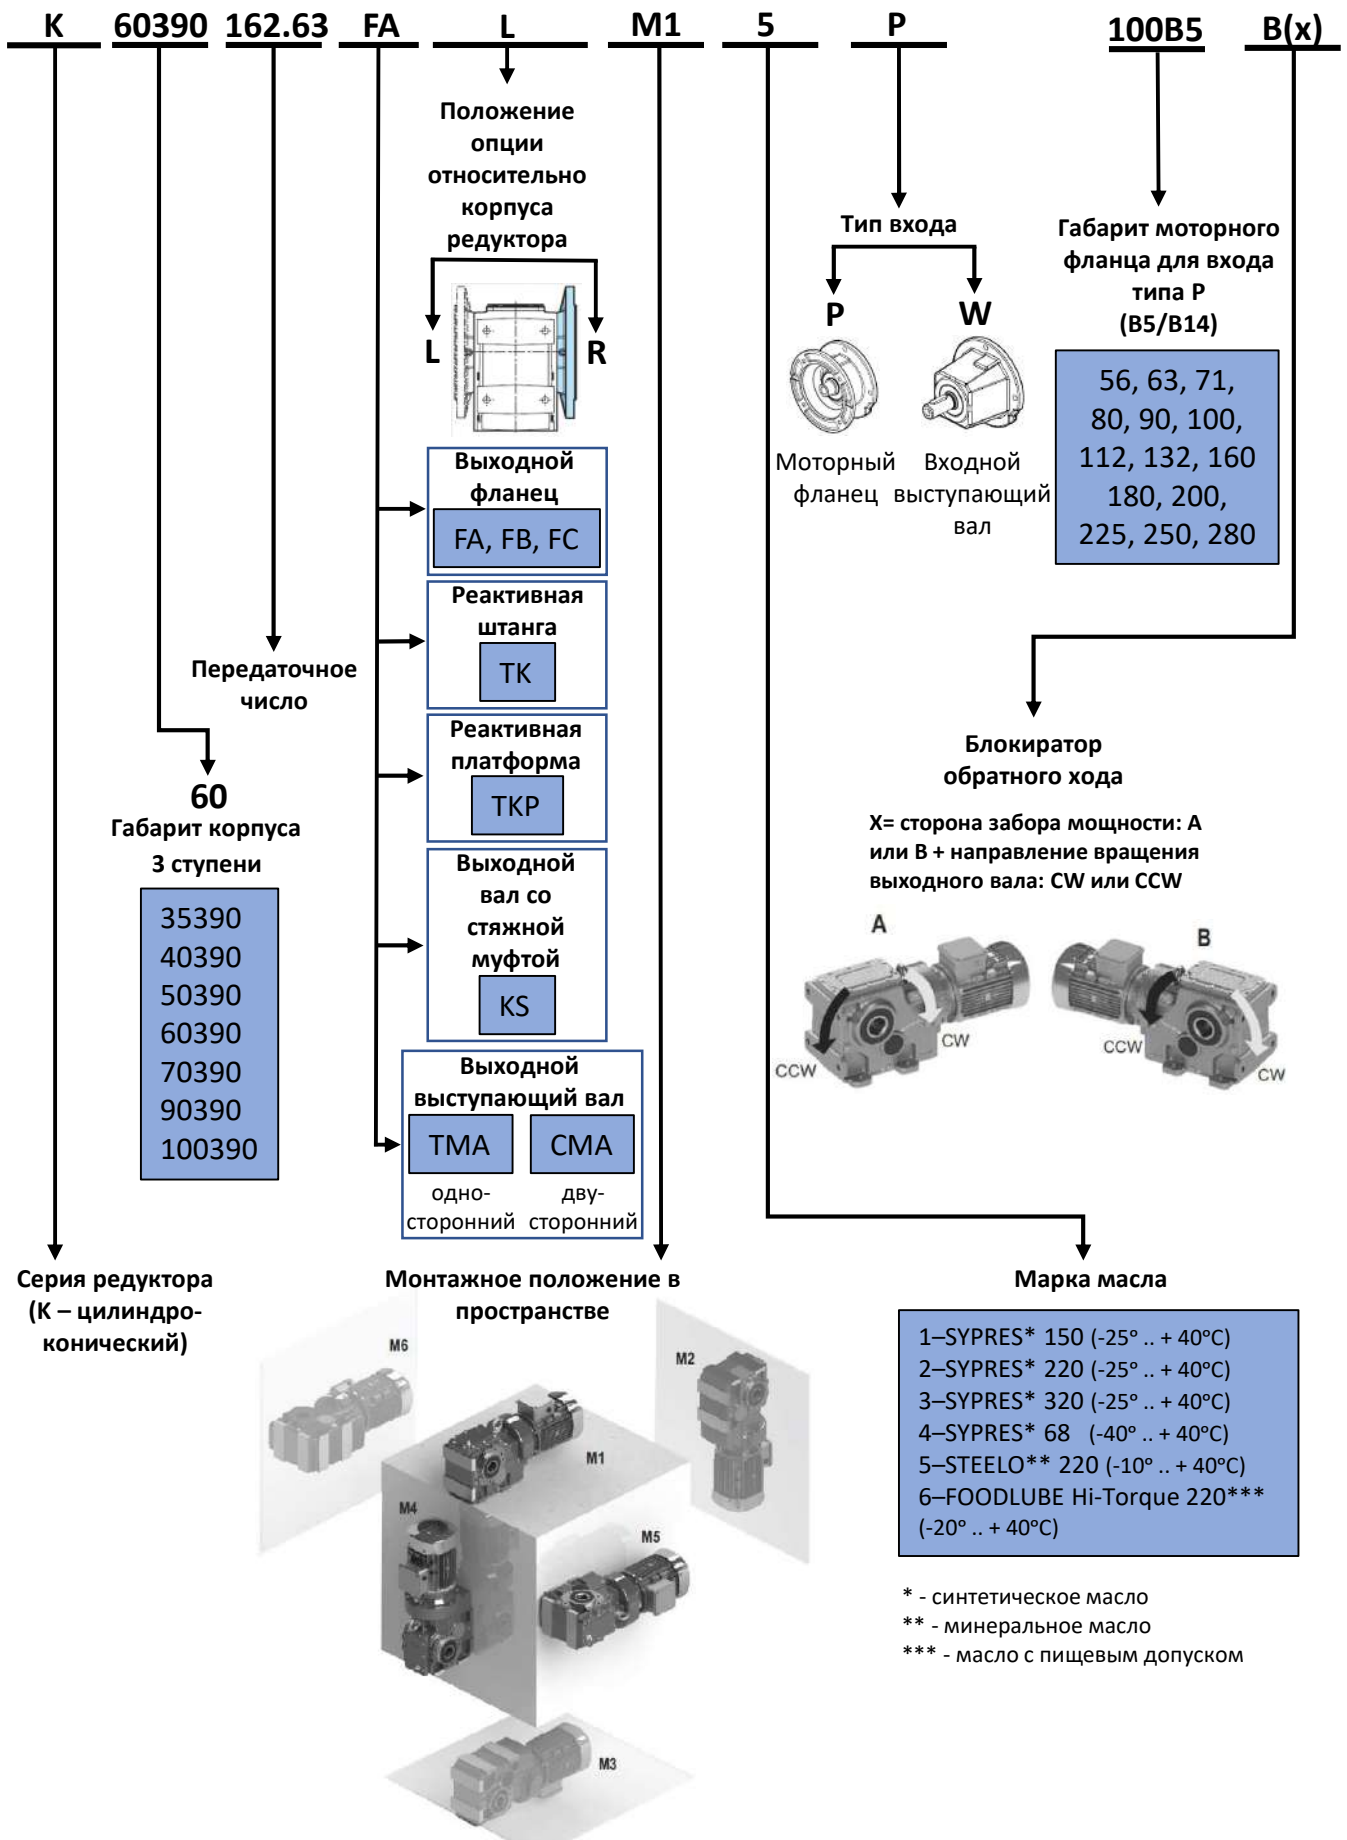 K 60390 162.63 FA L M1 5 P 100B5 B(x)
Положение
опции
относительно
корпуса
редуктора
L
R
Тип входа
P W
Моторный
фланец
Входной
выступающий
вал
Габарит моторного
фланца для входа
типа P
(B5/B14)
56, 63, 71,
80, 90, 100,
112, 132, 160
180, 200,
225, 250, 280
Выходной
фланец
FA, FB, FC
Реактивная
штанга
TK
Реактивная
платформа
TKP
Выходной
вал со
стяжной
муфтой
KS
Выходной
выступающий вал
TMA
CMA
одно-
сторонний
дву-
сторонний
Передаточное
число
60
Габарит корпуса
3 ступени
35390
40390
50390
60390
70390
90390
100390
Блокиратор
обратного хода
X= сторона забора мощности: A
или B + направление вращения
выходного вала: CW или CCW
A
CCW
CW
B
CCW
CW
Серия редуктора
(K – цилиндро-
конический)
Монтажное положение в
пространстве
M6
M2
M1
M4
M5
M3
Марка масла
1–SYPRES* 150 (-25° .. + 40°C)
2–SYPRES* 220 (-25° .. + 40°C)
3–SYPRES* 320 (-25° .. + 40°C)
4–SYPRES* 68 (-40° .. + 40°C)
5–STEELO** 220 (-10° .. + 40°C)
6–FOODLUBE Hi-Torque 220***
(-20° .. + 40°C)
* - синтетическое масло
** - минеральное масло
*** - масло с пищевым допуском